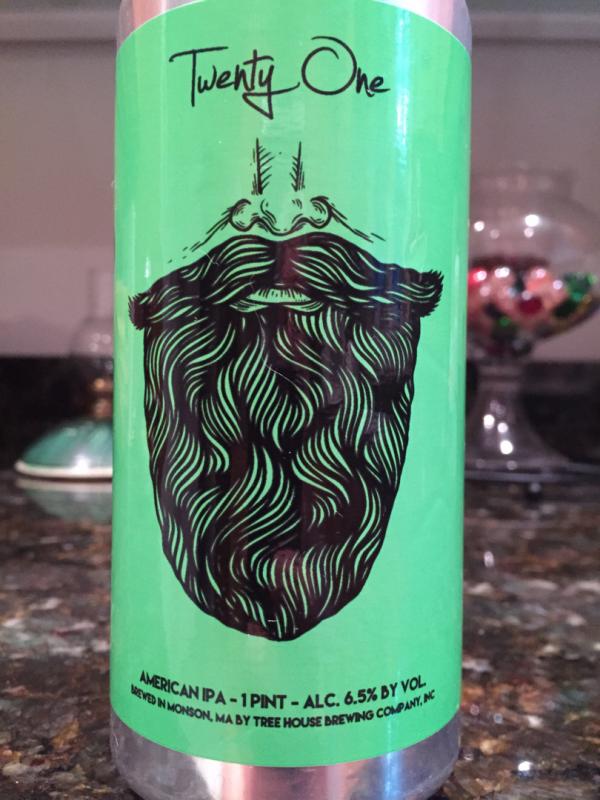 Twenty One
AMERICAN IPA - 1 PINT - ALC. 6.5% BY VOL.
BREWED IN MONSON, MA BY TREE HOUSE BREWING COMPANY, INC